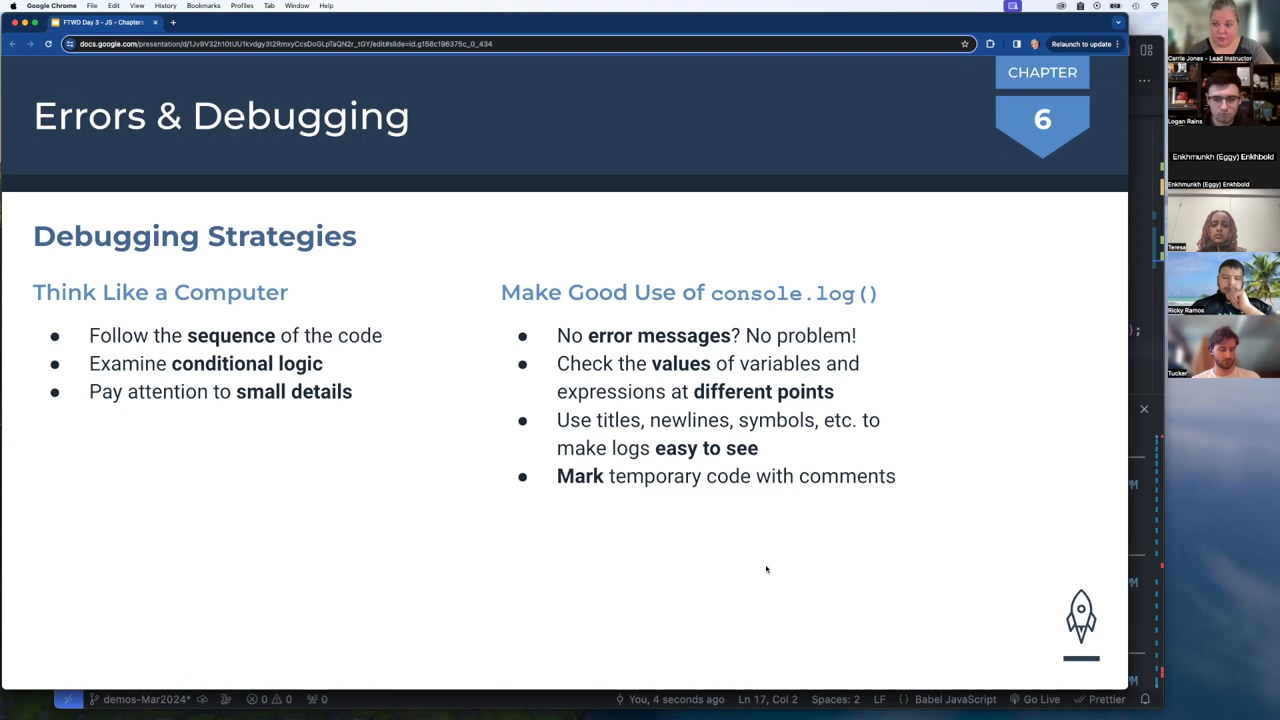 Google Chrome File Edit View History Bookmarks Profiles Tab Window Help
FTWD Day 3 - JS - Chapters
docs.google.com/presentation/d/1Jv9V32h10tUU1kvdgy3t2RmxyCcsDoGLpTaQN2r_tGY/edit#slide=id.g158c196375c_0_434
Relaunch to update
CHAPTER
6
Errors & Debugging
Debugging Strategies
Think Like a Computer
● Follow the sequence of the code
● Examine conditional logic
● Pay attention to small details
Make Good Use of console.log()
● No error messages? No problem!
● Check the values of variables and
expressions at different points
● Use titles, newlines, symbols, etc. to
make logs easy to see
● Mark temporary code with comments
);
PM
PM
PM
demos-Mar2024* 0 0 0 You, 4 seconds ago Ln 17, Col 2 Spaces: 2 LF {} Babel JavaScript Go Live Prettier
Carrie Jones - Lead Instructor
Logan Rains
Enkhmunkh (Eggy) Enkhbold
Enkhmunkh (Eggy) Enkhbold
Teresa
Ricky Ramos
Tucker